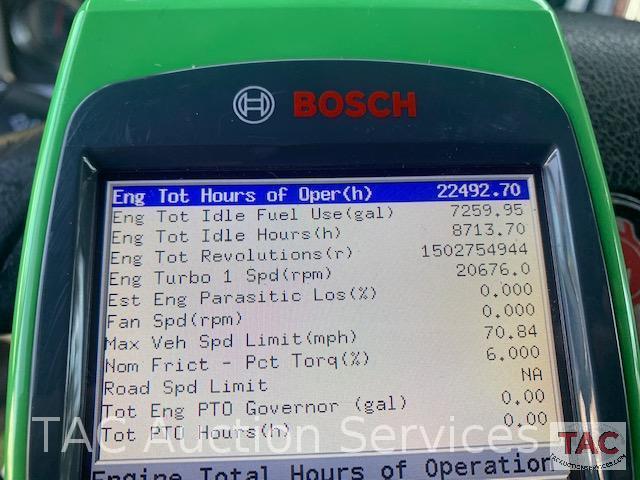 BOSCH
Eng Tot Hours of Oper(h) 22492.70
Eng Tot Idle Fuel Use(gal) 7259.95
Eng Tot Idle Hours(h) 8713.70
Eng Tot Revolutions(r) 1502754944
Eng Turbo 1 Spd(rpm) 20676.0
Est Eng Parasitic Los(%) 0.000
Fan Spd(rpm) 0.000
Max Veh Spd Limit(mph) 70.84
Nom Frict - Pct Torq(%) 6.000
Road Spd Limit NA
Tot Eng PTO Governor (gal) 0.00
Tot PTO Hours(h) 0.00
Engine Total Hours of Operation
TAC Auction Services
TAC
TACAUCTIONSERVICES.COM